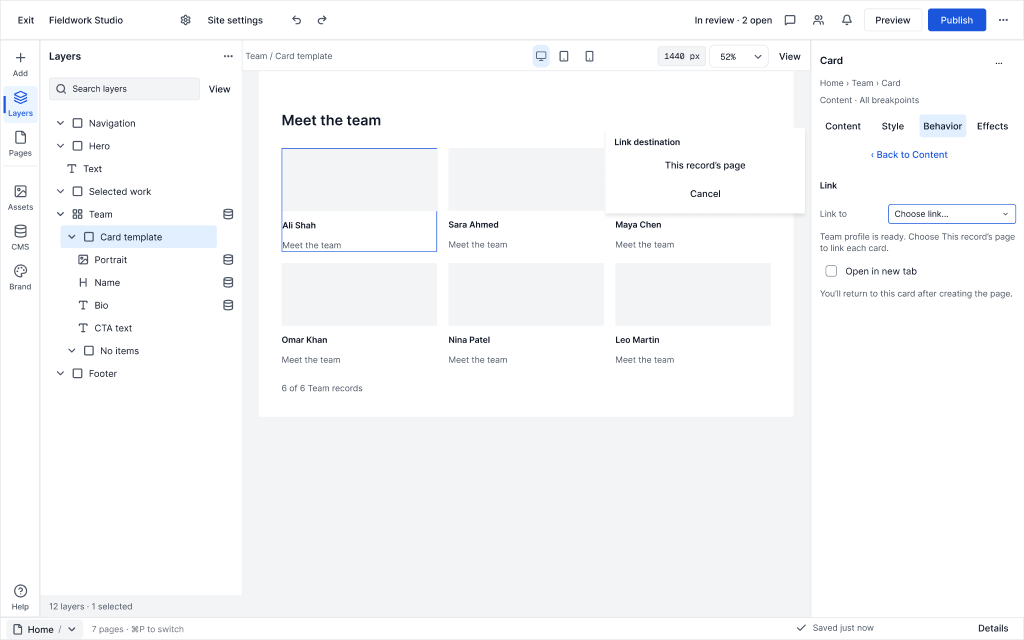 Exit
Fieldwork Studio
Site settings
In review · 2 open
Preview
Publish
Add
Layers
Pages
Assets
CMS
Brand
Help
Layers
Search layers
View
Navigation
Hero
Text
Selected work
Team
Card template
Portrait
Name
Bio
CTA text
No items
Footer
12 layers · 1 selected
Team / Card template
1440 px
52%
View
Meet the team
Ali Shah
Meet the team
Sara Ahmed
Meet the team
Maya Chen
Meet the team
Omar Khan
Meet the team
Nina Patel
Meet the team
Leo Martin
Meet the team
6 of 6 Team records
Link destination
This record's page
Cancel
Card
Home › Team › Card
Content · All breakpoints
Content
Style
Behavior
Effects
‹ Back to Content
Link
Link to
Choose link...
Team profile is ready. Choose This record's page
to link each card.
Open in new tab
You'll return to this card after creating the page.
Home /
7 pages · ⌘P to switch
Saved just now
Details